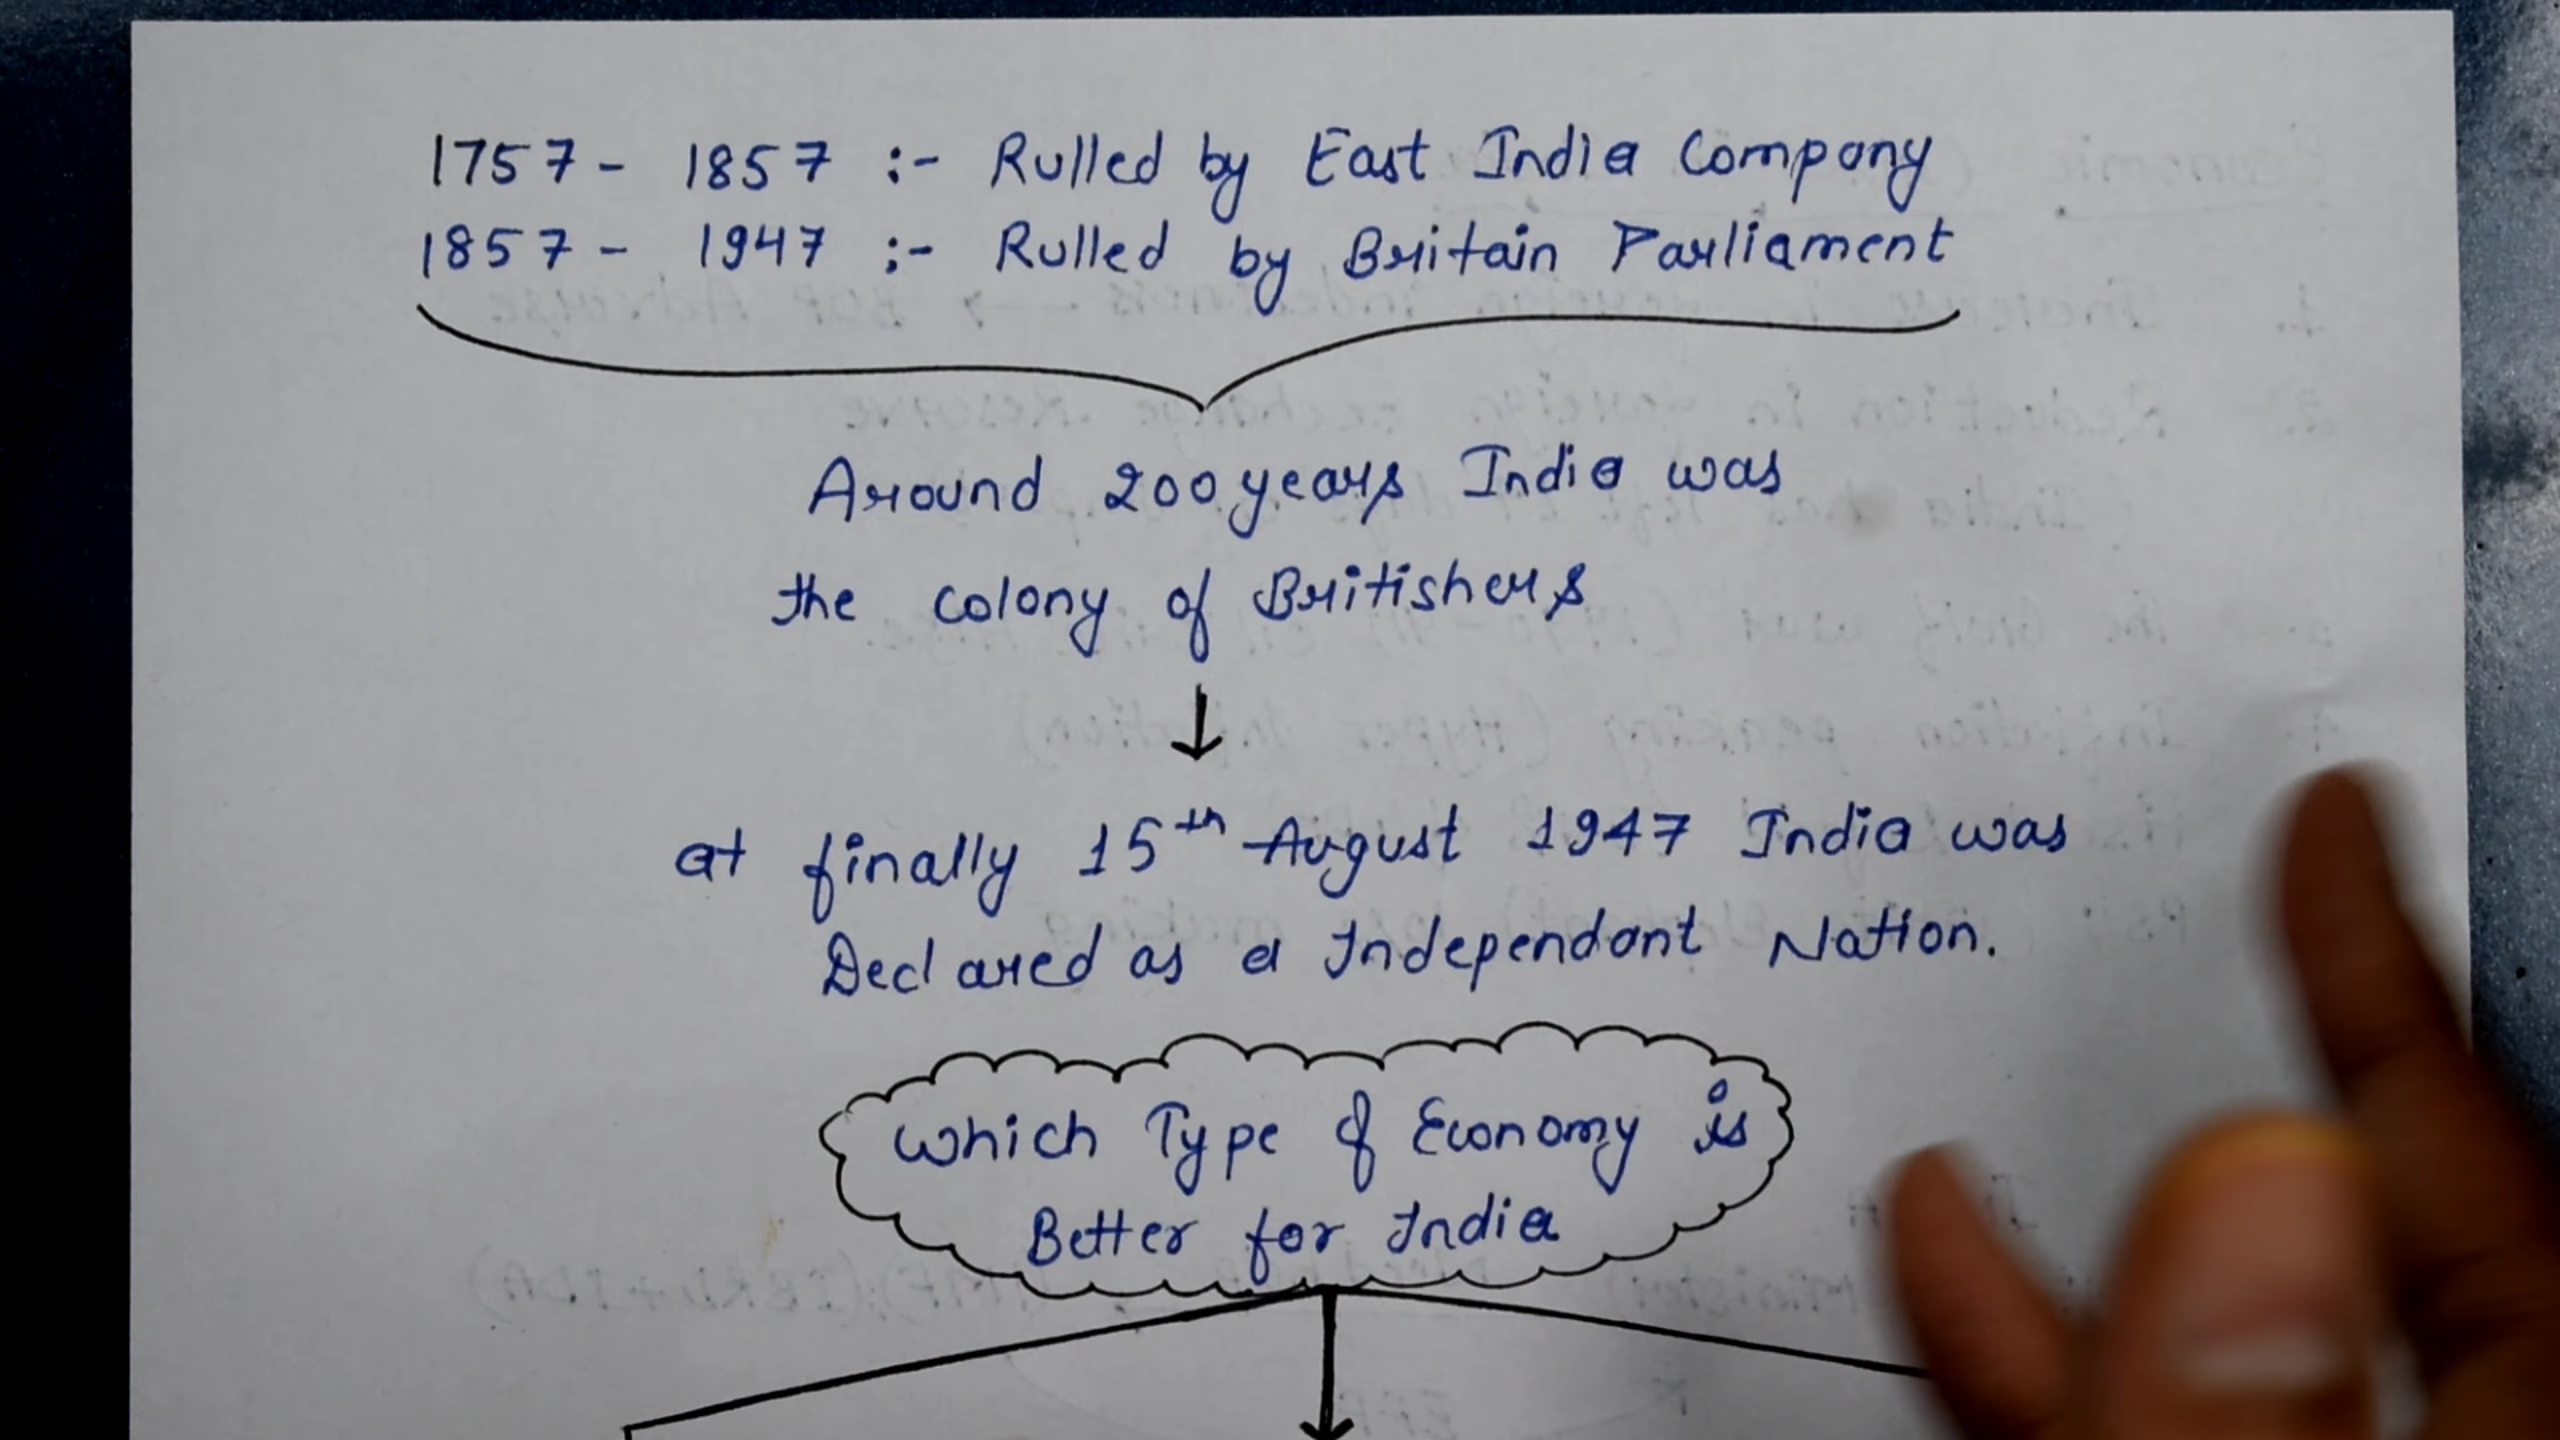 1757 - 1857 :- Rulled by East India Company
1857 - 1947 :- Rulled by Britain Parliament
Around 200 years India was
the colony of Britishers
at finally 15th August 1947 India was
Declared as a Independant Nation.
Which Type of Economy is
Better for India